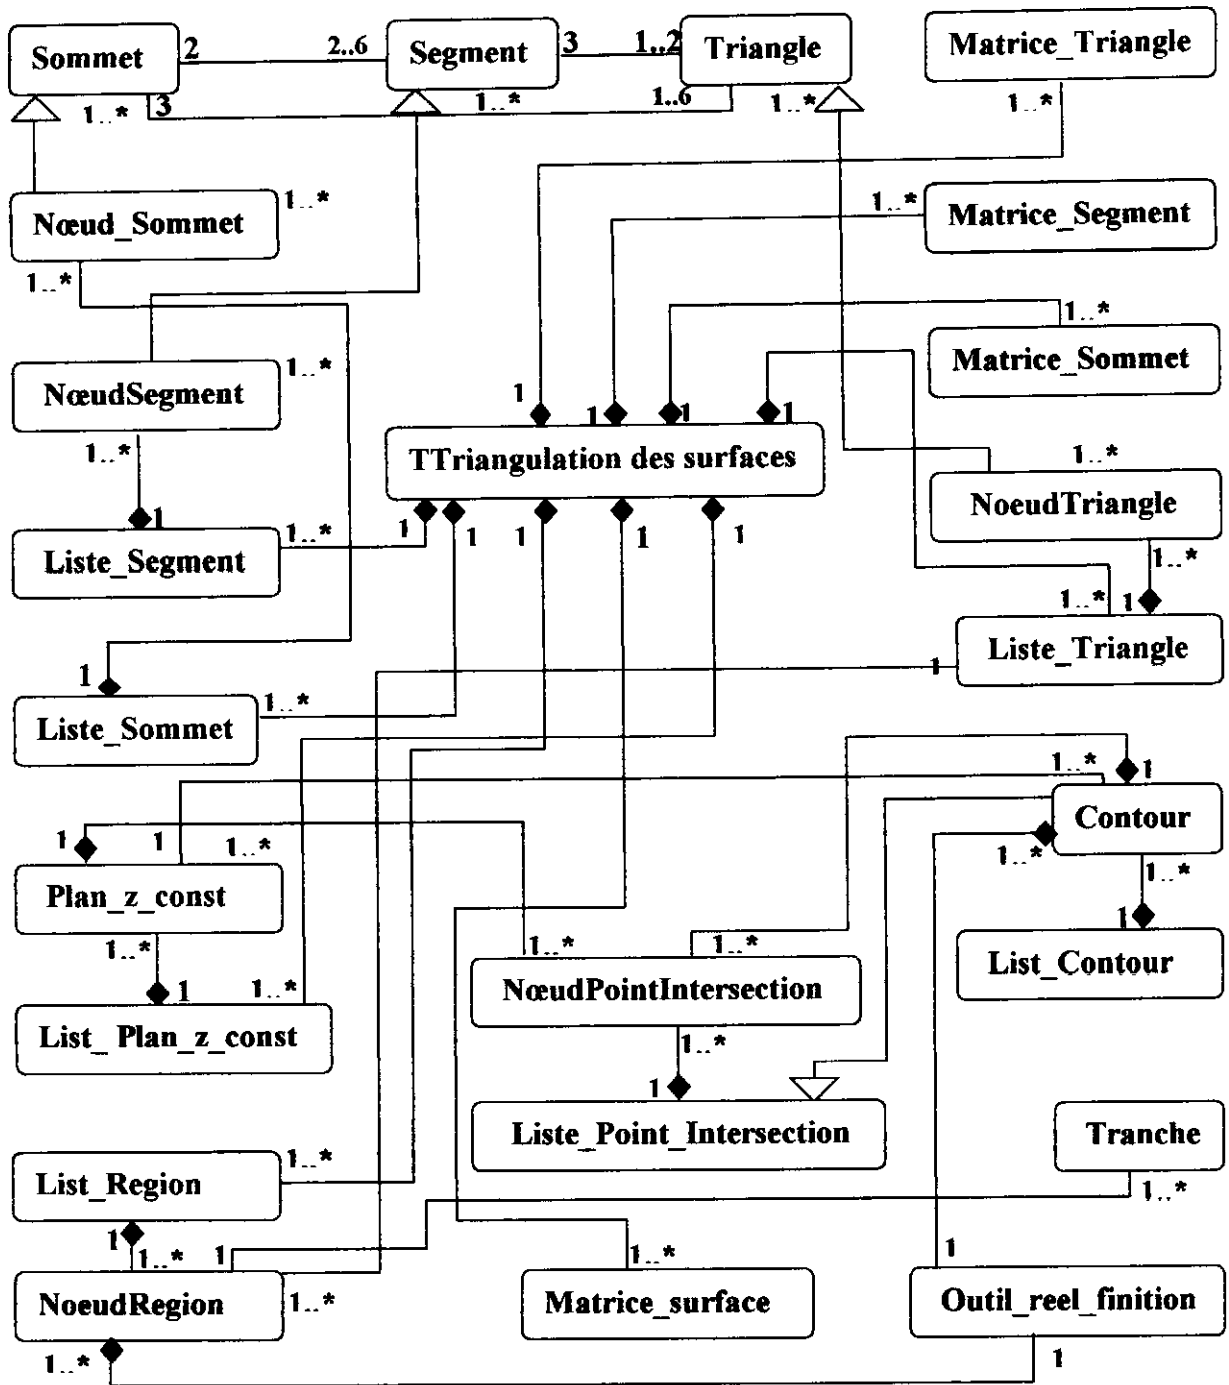 Sommet
2
2..6
Segment
3
1..2
Triangle
Matrice_Triangle
1..*
3
1..*
1..6
1..*
1..*
Nœud_Sommet
1..*
1..*
Matrice_Segment
1..*
1..*
Matrice_Sommet
NœudSegment
1..*
1
1
1
1
1..*
TTriangulation des surfaces
1..*
NoeudTriangle
1
Liste_Segment
1..*
1
1
1
1
1
1..*
1..*
1
Liste_Triangle
1
1
Liste_Sommet
1..*
1..*
1
Contour
1
1
1..*
1..*
Plan_z_const
1..*
1..*
1
List_Contour
1..*
1..*
1
1..*
NœudPointIntersection
List_ Plan_z_const
1..*
1
Liste_Point_Intersection
Tranche
List_Region
1..*
1..*
1
1..*
1
1..*
1
NoeudRegion
1..*
Matrice_surface
Outil_reel_finition
1..*
1